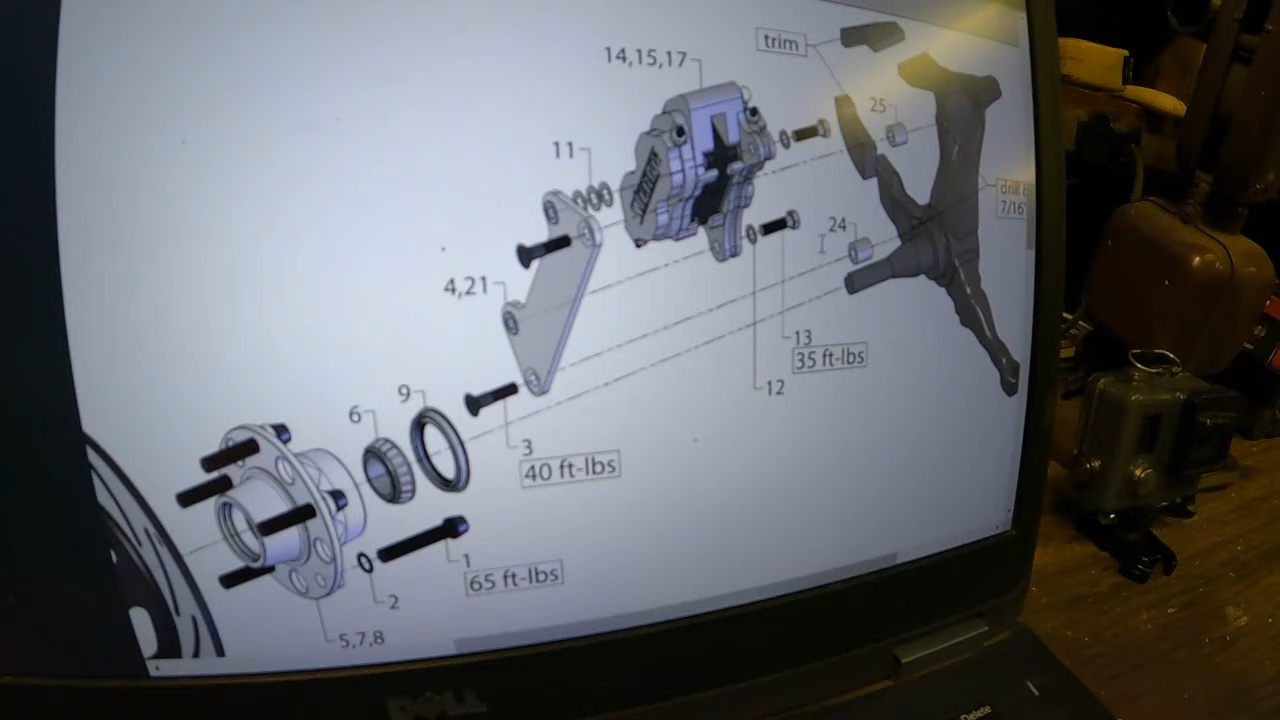 trim
14,15,17
25
11
drill
7/16"
24
4,21
13
35 ft-lbs
12
9
6
3
40 ft-lbs
1
65 ft-lbs
2
5,7,8
DELL
Delete